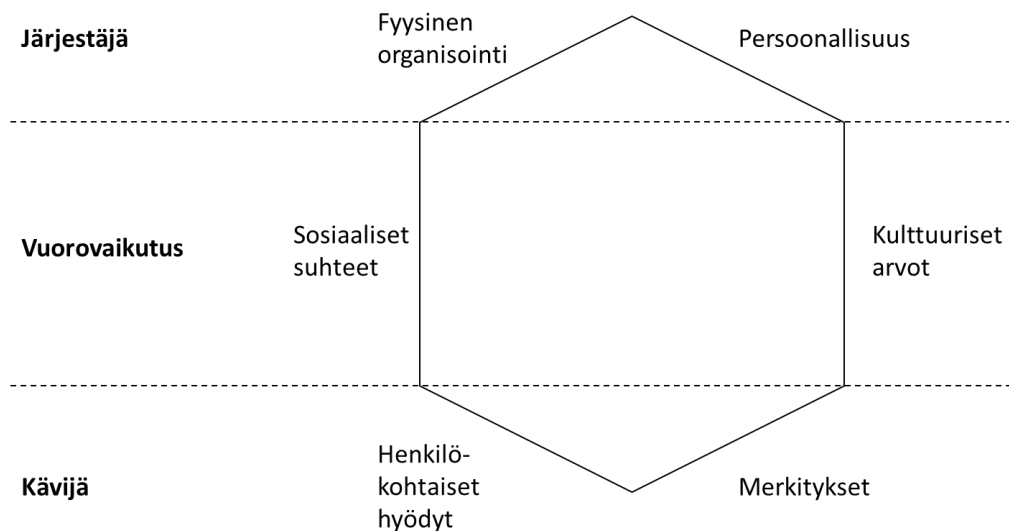 Järjestäjä
Fyysinen
organisointi
Persoonallisuus
Vuorovaikutus
Sosiaaliset
suhteet
Kulttuuriset
arvot
Kävijä
Henkilö-
kohtaiset
hyödyt
Merkitykset